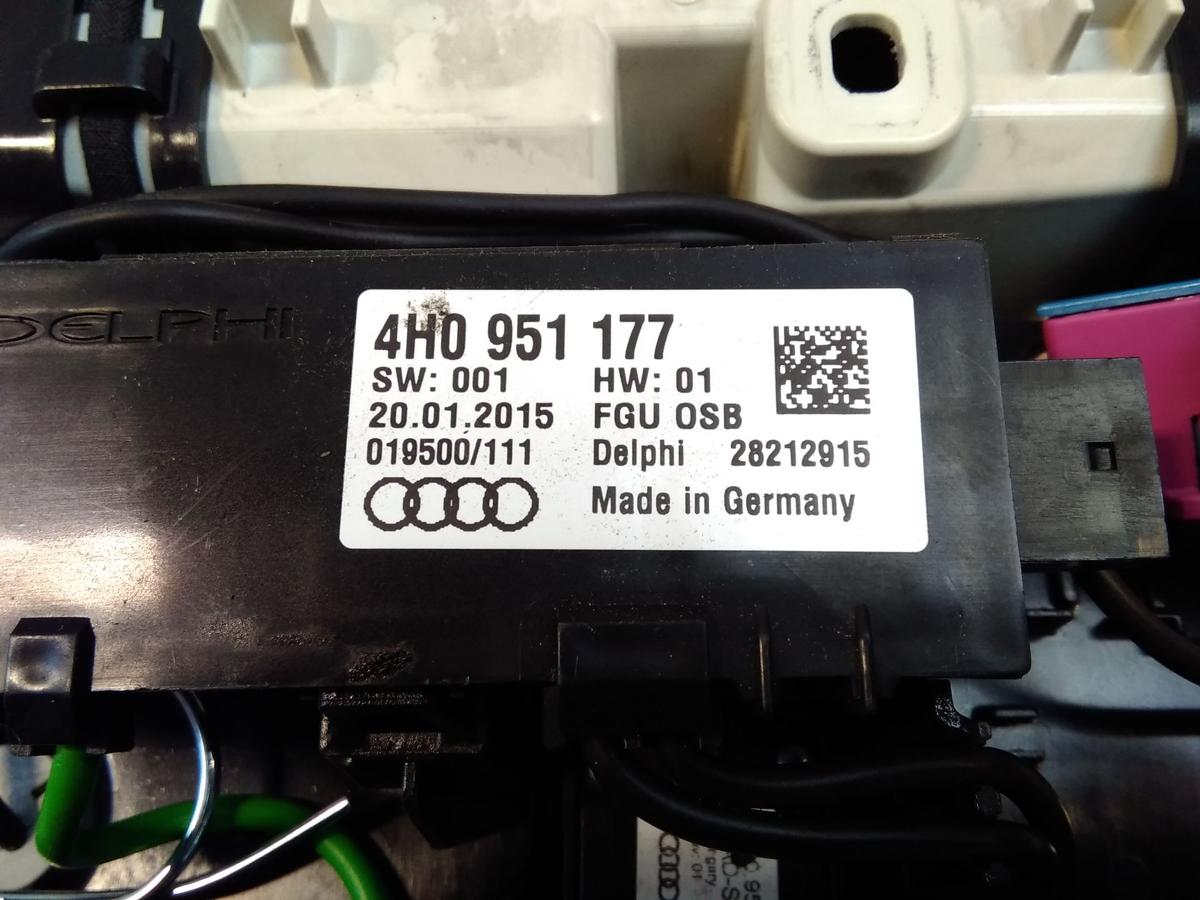 DELPHI
4H0 951 177
SW: 001 HW: 01
20.01.2015 FGU OSB
019500/111 Delphi 28212915
Made in Germany